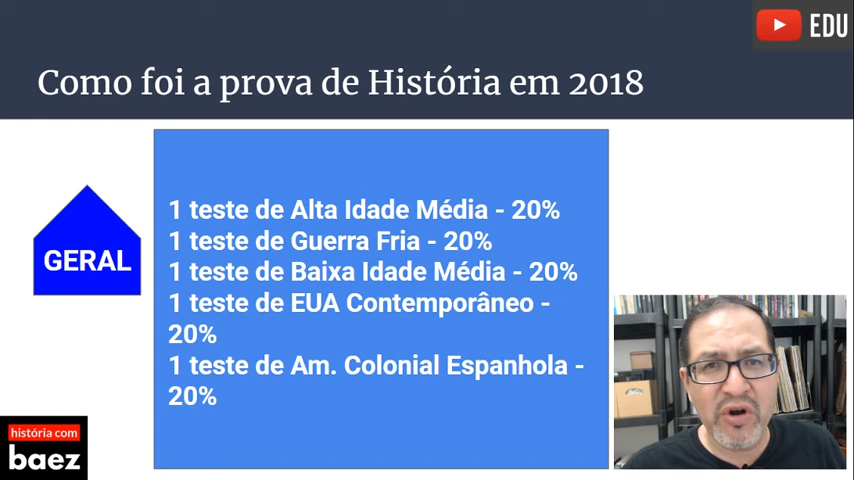 EDU
Como foi a prova de História em 2018
GERAL
1 teste de Alta Idade Média - 20%
1 teste de Guerra Fria - 20%
1 teste de Baixa Idade Média - 20%
1 teste de EUA Contemporâneo -
20%
1 teste de Am. Colonial Espanhola -
20%
história com
baez